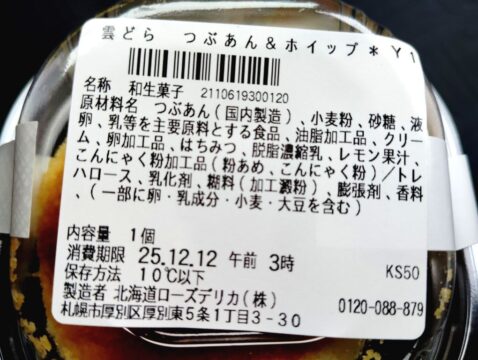 雲どら つぶあん&ホイップ*Y1
名称 和生菓子 2110619300120
原材料名 つぶあん(国内製造)、小麦粉、砂糖、液
卵、乳等を主要原料とする食品、油脂加工品、クリー
ム、卵加工品、はちみつ、脱脂濃縮乳、レモン果汁、
こんにゃく粉加工品(粉あめ、こんにゃく粉)/トレ
ハロース、乳化剤、糊料(加工澱粉)、膨張剤、香料
、(一部に卵・乳成分・小麦・大豆を含む)
内容量 1個
消費期限 25.12.12 午前 3時
保存方法 10℃以下 KS50
製造者 北海道ローズデリカ(株) 0120-088-879
札幌市厚別区厚別東5条1丁目3-30